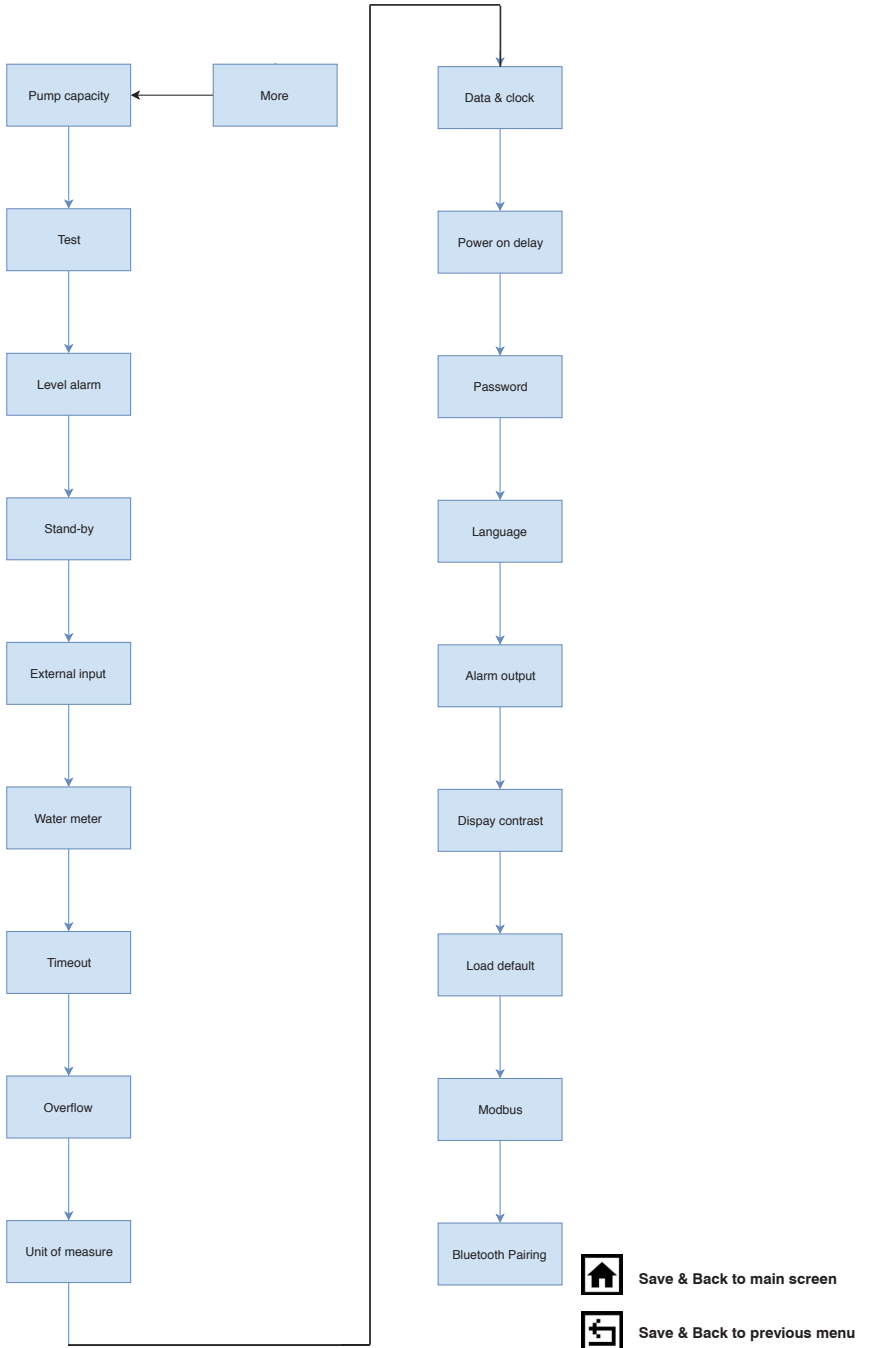 Pump capacity
More
Test
Level alarm
Stand-by
External input
Water meter
Timeout
Overflow
Unit of measure
Data & clock
Power on delay
Password
Language
Alarm output
Dispay contrast
Load default
Modbus
Bluetooth Pairing
Save & Back to main screen
Save & Back to previous menu